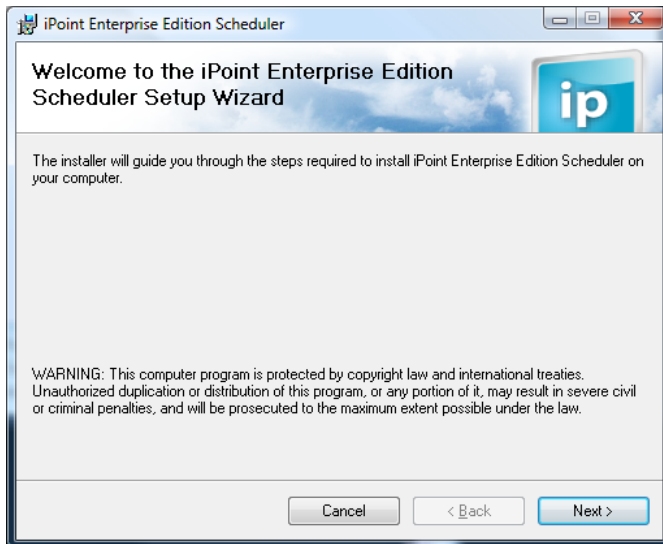 iPoint Enterprise Edition Scheduler
Welcome to the iPoint Enterprise Edition
Scheduler Setup Wizard
ip
The installer will guide you through the steps required to install iPoint Enterprise Edition Scheduler on
your computer.
WARNING: This computer program is protected by copyright law and international treaties.
Unauthorized duplication or distribution of this program, or any portion of it, may result in severe civil
or criminal penalties, and will be prosecuted to the maximum extent possible under the law.
Cancel
< Back
Next >